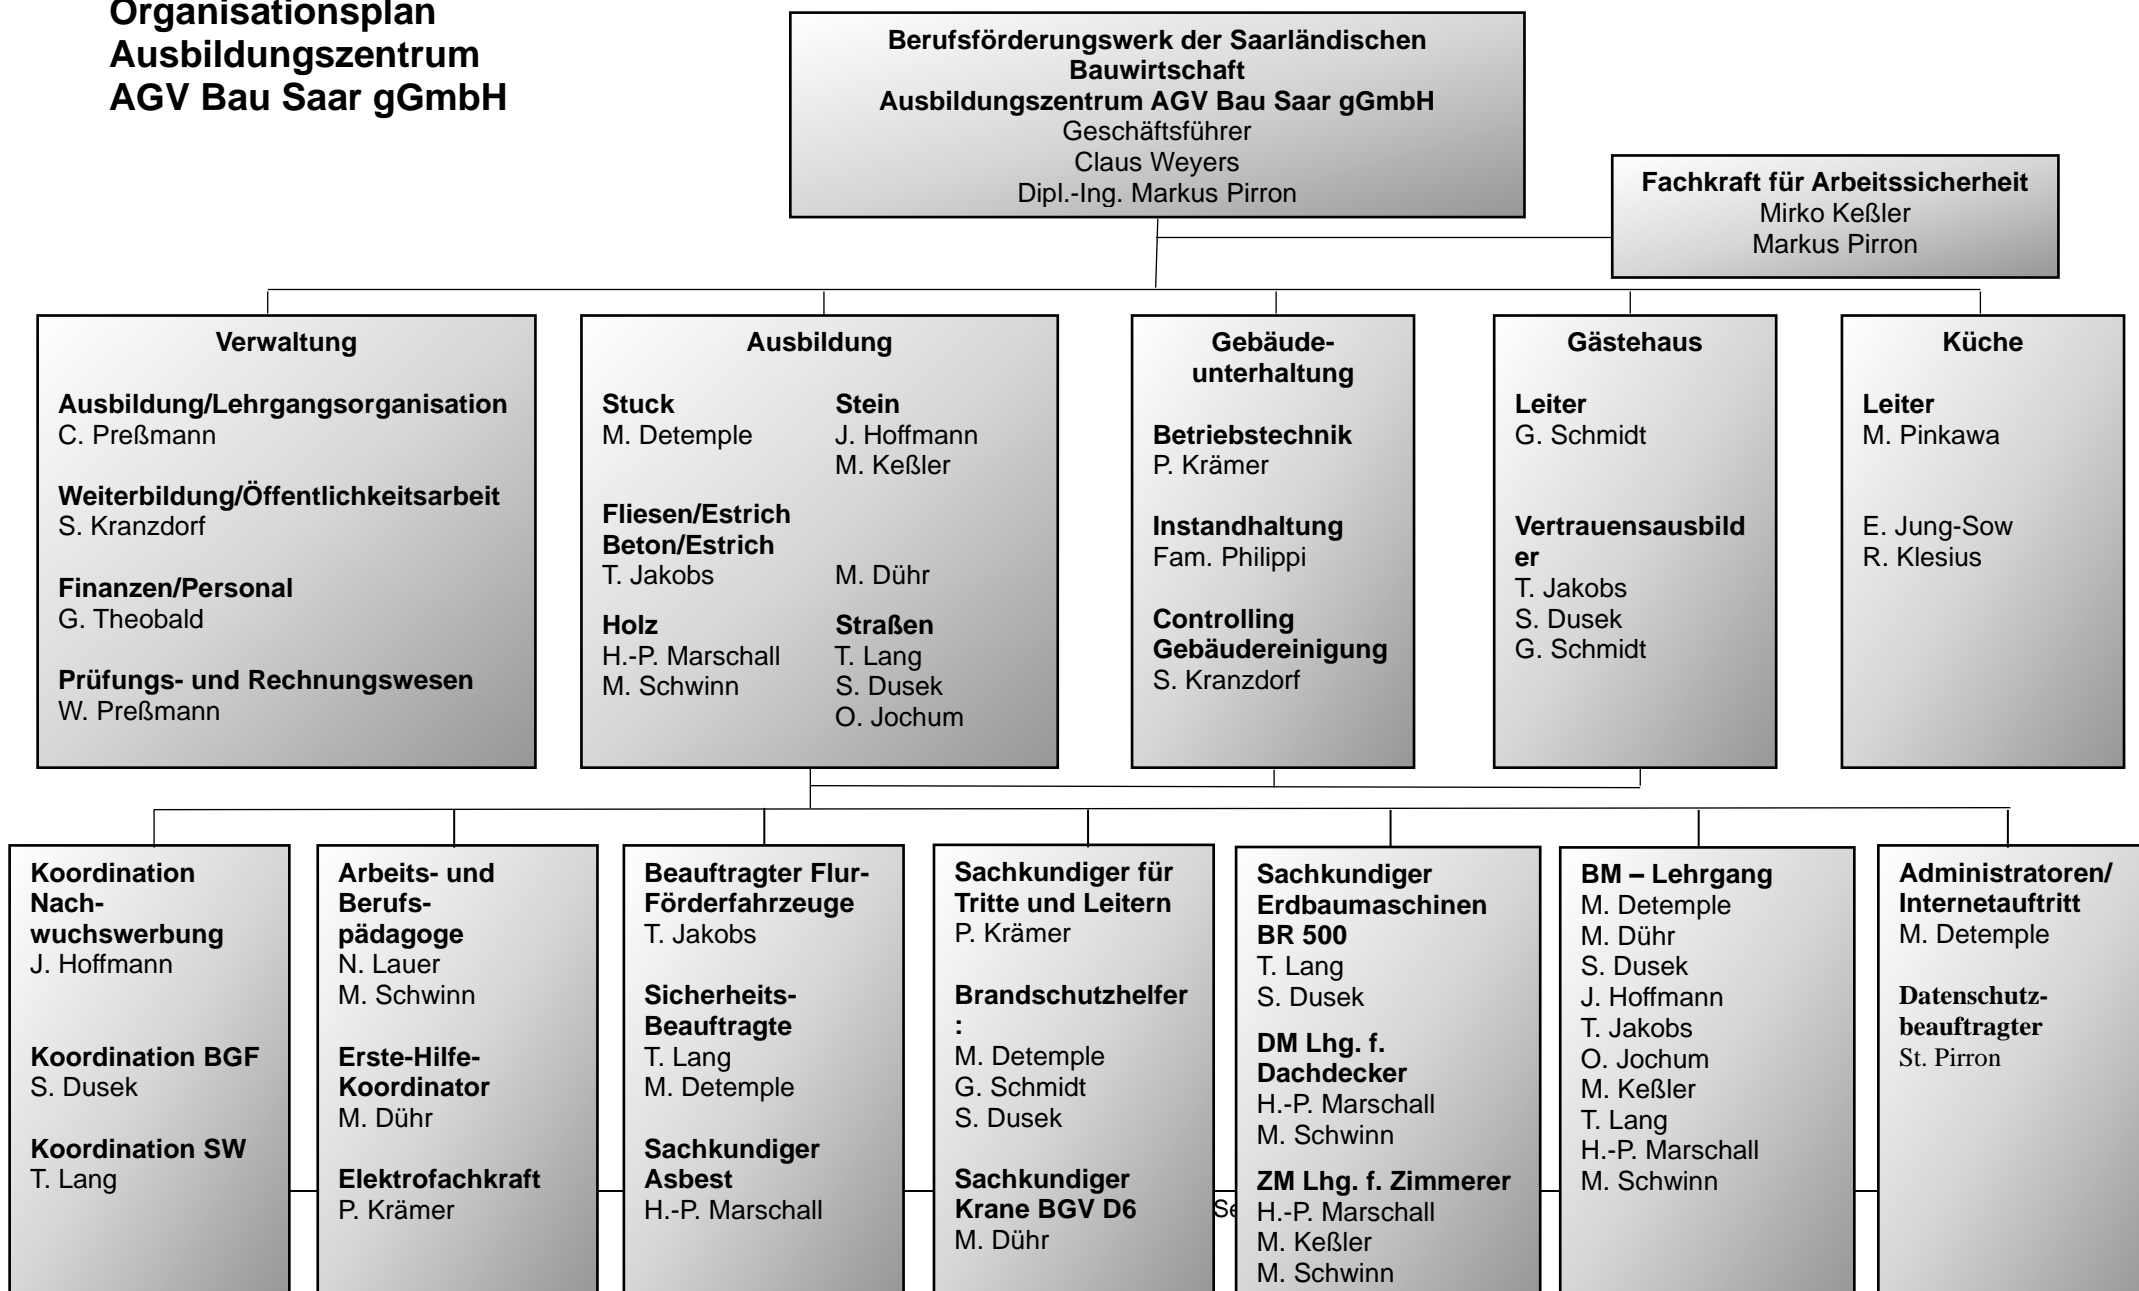 Organisationsplan
Ausbildungszentrum
AGV Bau Saar gGmbH
Berufsförderungswerk der Saarländischen
Bauwirtschaft
Ausbildungszentrum AGV Bau Saar gGmbH
Geschäftsführer
Claus Weyers
Dipl.-Ing. Markus Pirron
Fachkraft für Arbeitssicherheit
Mirko Keßler
Markus Pirron
Verwaltung
Ausbildung/Lehrgangsorganisation
C. Preßmann
Weiterbildung/Öffentlichkeitsarbeit
S. Kranzdorf
Finanzen/Personal
G. Theobald
Prüfungs- und Rechnungswesen
W. Preßmann
Ausbildung
Stuck Stein
M. Detemple J. Hoffmann
M. Keßler
Fliesen/Estrich
Beton/Estrich
T. Jakobs M. Dühr
Holz Straßen
H.-P. Marschall T. Lang
M. Schwinn S. Dusek
O. Jochum
Gebäude-
unterhaltung
Betriebstechnik
P. Krämer
Instandhaltung
Fam. Philippi
Controlling
Gebäudereinigung
S. Kranzdorf
Gästehaus
Leiter
G. Schmidt
Vertrauensausbild
er
T. Jakobs
S. Dusek
G. Schmidt
Küche
Leiter
M. Pinkawa
E. Jung-Sow
R. Klesius
Koordination
Nach-
wuchswerbung
J. Hoffmann
Koordination BGF
S. Dusek
Koordination SW
T. Lang
Arbeits- und
Berufs-
pädagoge
N. Lauer
M. Schwinn
Erste-Hilfe-
Koordinator
M. Dühr
Elektrofachkraft
P. Krämer
Beauftragter Flur-
Förderfahrzeuge
T. Jakobs
Sicherheits-
Beauftragte
T. Lang
M. Detemple
Sachkundiger
Asbest
H.-P. Marschall
Sachkundiger für
Tritte und Leitern
P. Krämer
Brandschutzhelfer
:
M. Detemple
G. Schmidt
S. Dusek
Sachkundiger
Krane BGV D6
M. Dühr
Sachkundiger
Erdbaumaschinen
BR 500
T. Lang
S. Dusek
DM Lhg. f.
Dachdecker
H.-P. Marschall
M. Schwinn
ZM Lhg. f. Zimmerer
H.-P. Marschall
M. Keßler
M. Schwinn
BM – Lehrgang
M. Detemple
M. Dühr
S. Dusek
J. Hoffmann
T. Jakobs
O. Jochum
M. Keßler
T. Lang
H.-P. Marschall
M. Schwinn
Administratoren/
Internetauftritt
M. Detemple
Datenschutz-
beauftragter
St. Pirron